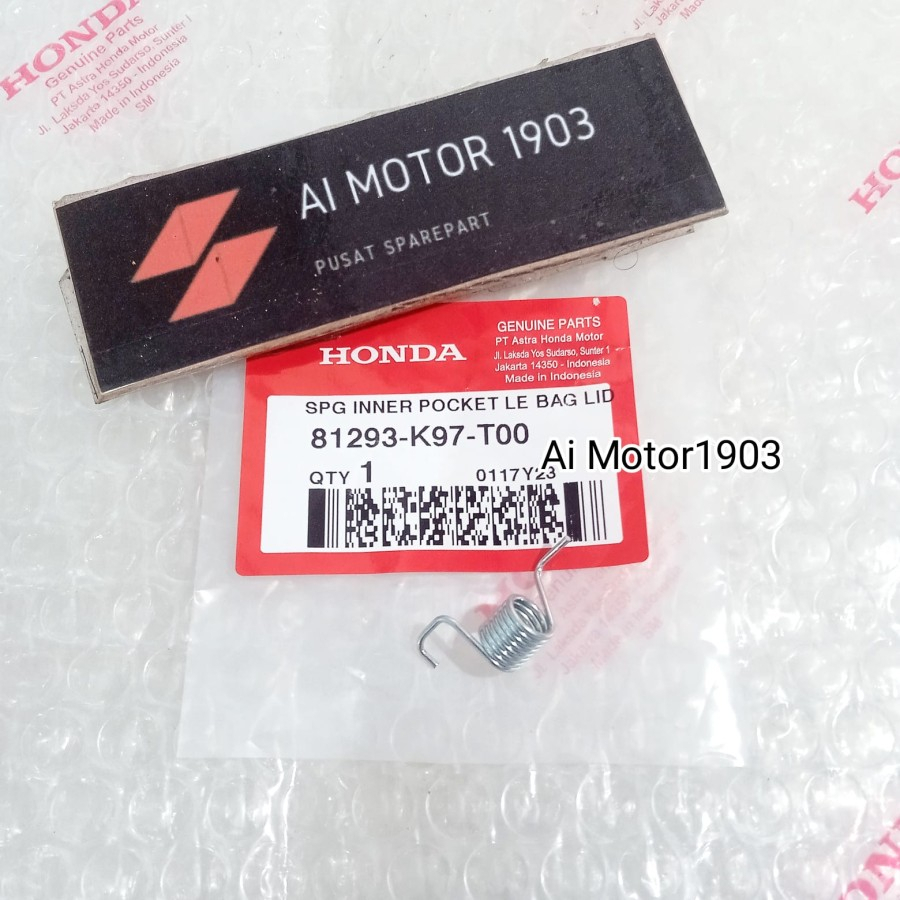 HONDA
Genuine Parts
PT Astra Honda Motor
Jl. Laksda Yos Sudarso, Sunter I
Jakarta 14350 - Indonesia
Made in Indonesia
SM
AI MOTOR 1903
PUSAT SPAREPART
HONDA
HONDA
GENUINE PARTS
PT Astra Honda Motor
Jl. Laksda Yos Sudarso, Sunter 1
Jakarta 14350 - Indonesia
Made in Indonesia
SPG INNER POCKET LE BAG LID
81293-K97-T00
Ai Motor1903
QTY 1
0117Y23